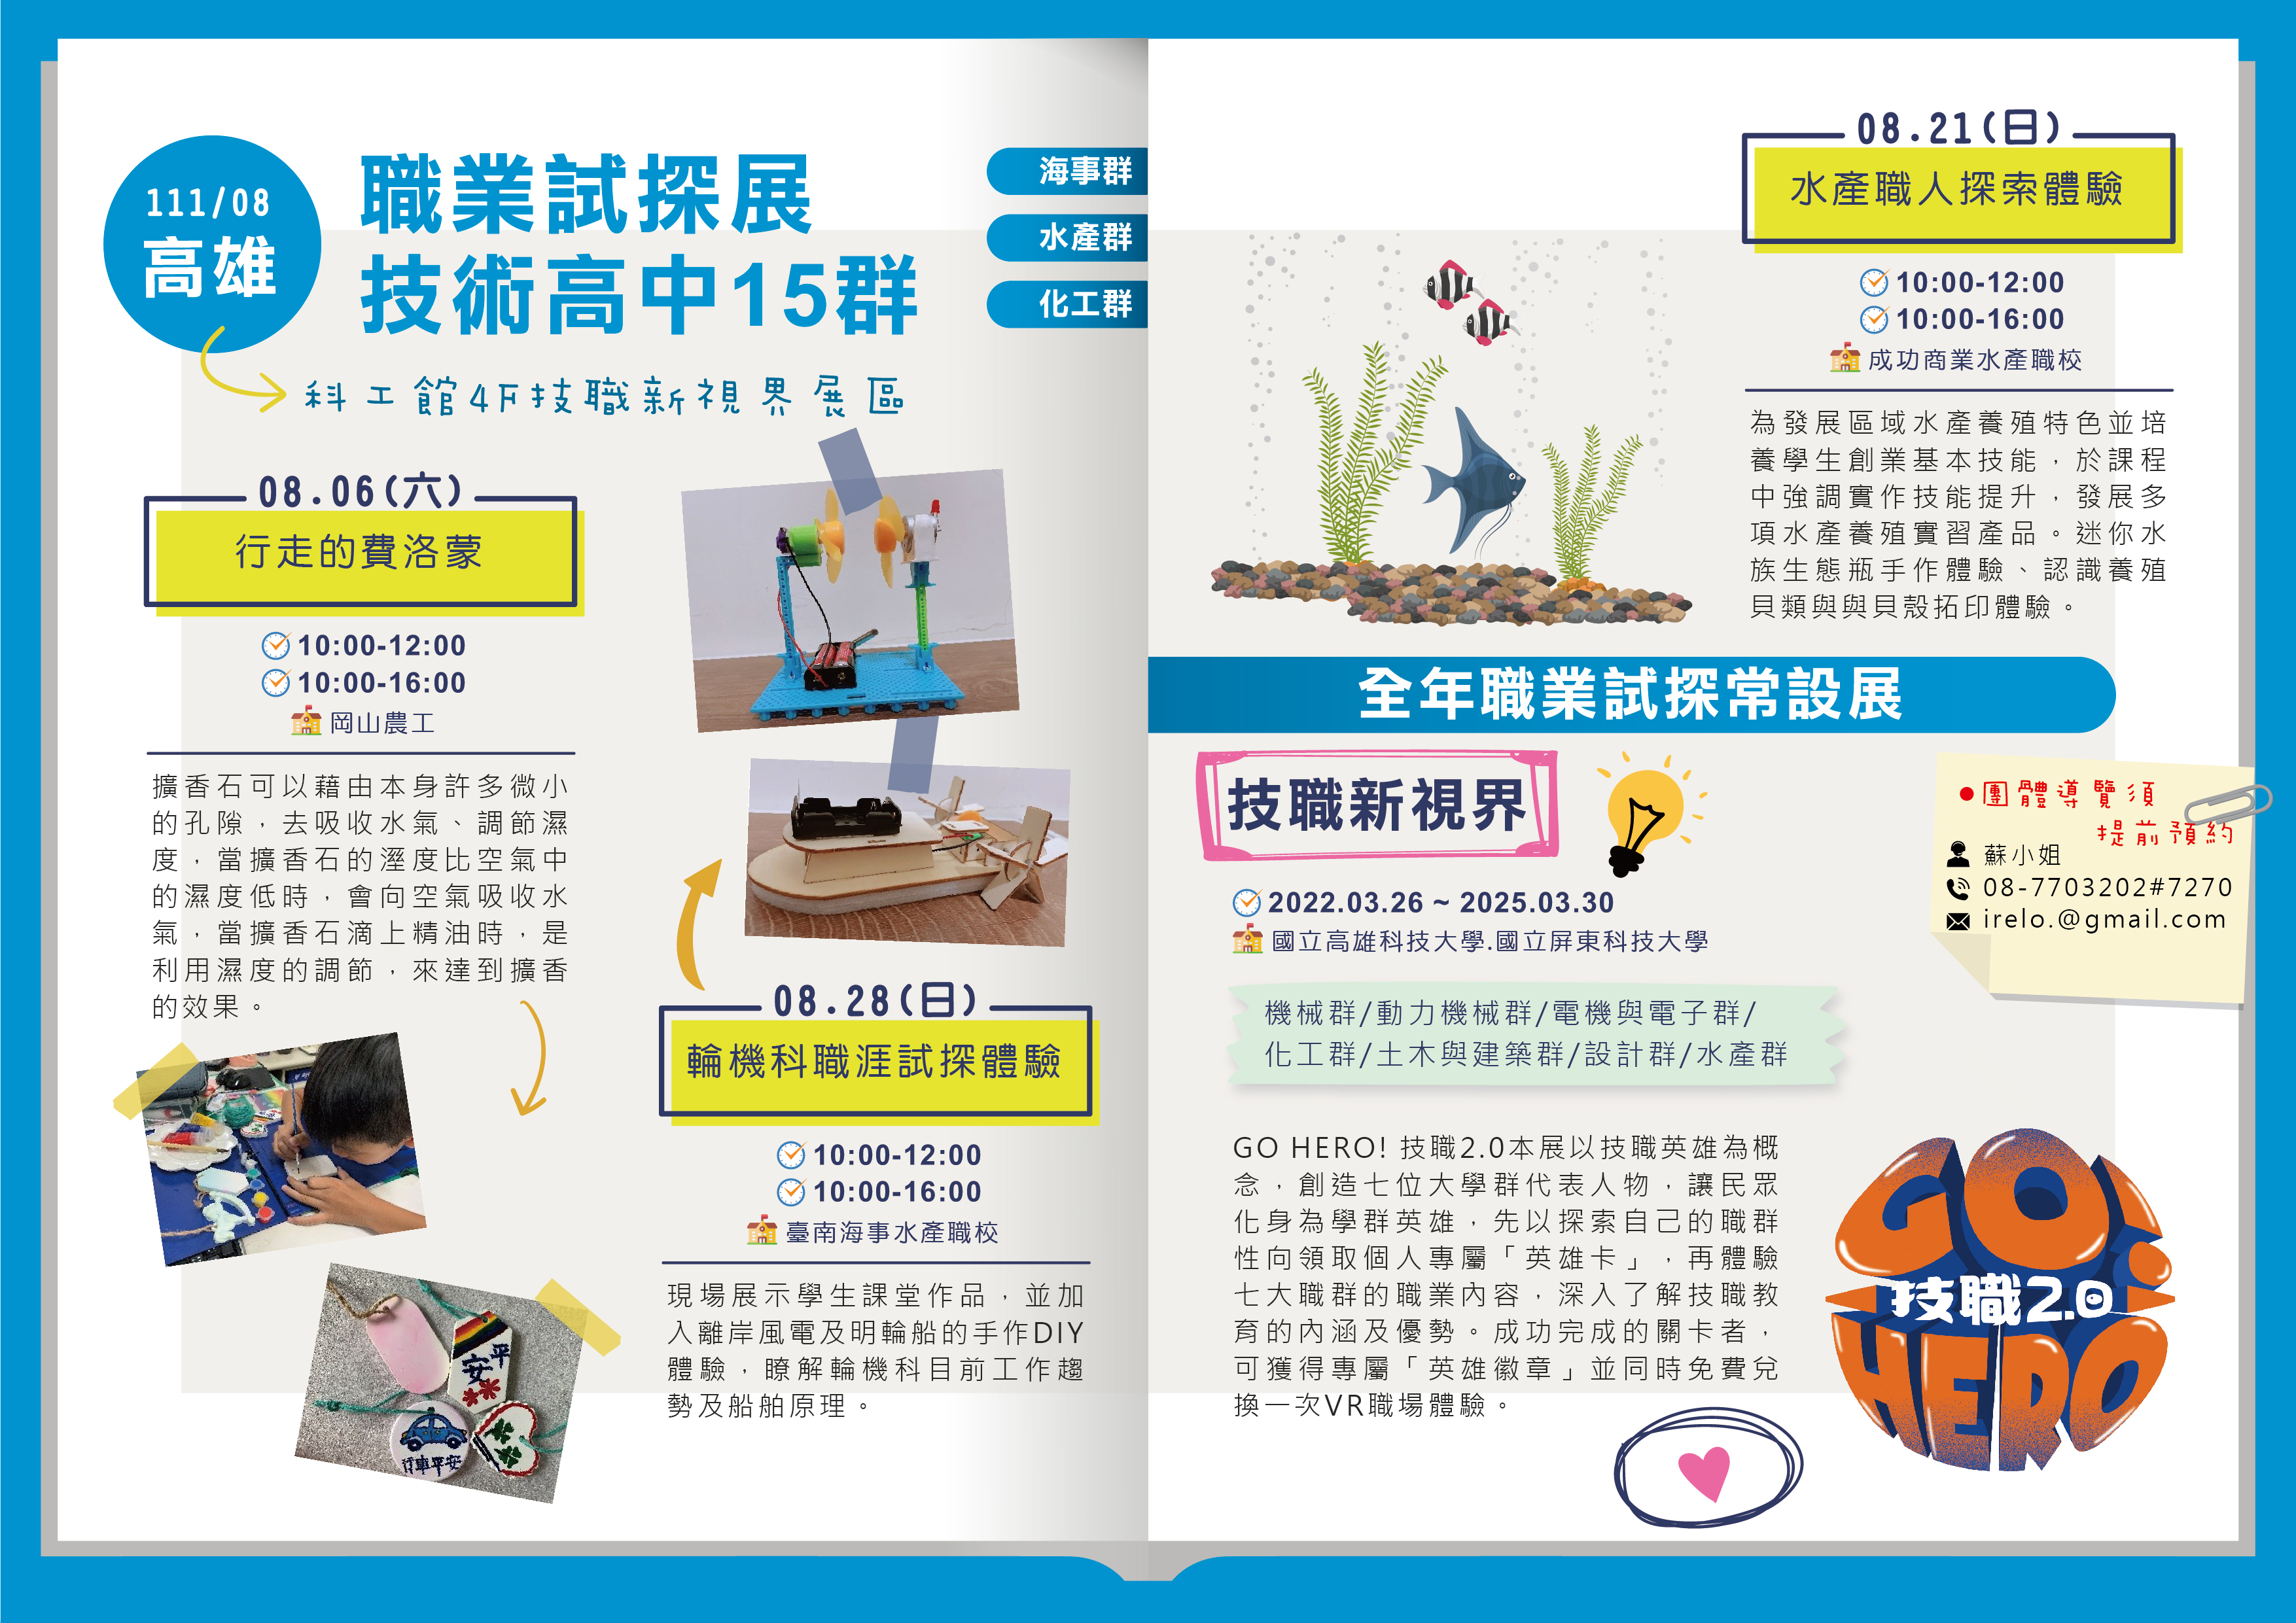 111/08
高雄
職業試探展
技術高中15群
海事群
水產群
化工群
科工館4F技職新視界展區
08.06(六)
行走的費洛蒙
10:00-12:00
10:00-16:00
岡山農工
擴香石可以藉由本身許多微小
的孔隙，去吸收水氣、調節濕
度，當擴香石的溼度比空氣中
的濕度低時，會向空氣吸收水
氣，當擴香石滴上精油時，是
利用濕度的調節，來達到擴香
的效果。
平
安
行車平安
08.28(日)
輪機科職涯試探體驗
10:00-12:00
10:00-16:00
臺南海事水產職校
現場展示學生課堂作品，並加
入離岸風電及明輪船的手作DIY
體驗，瞭解輪機科目前工作趨
勢及船舶原理。
08.21(日)
水產職人探索體驗
10:00-12:00
10:00-16:00
成功商業水產職校
為發展區域水產養殖特色並培
養學生創業基本技能，於課程
中強調實作技能提升，發展多
項水產養殖實習產品。迷你水
族生態瓶手作體驗、認識養殖
貝類與與貝殼拓印體驗。
全年職業試探常設展
技職新視界
2022.03.26 ~ 2025.03.30
國立高雄科技大學.國立屏東科技大學
機械群/動力機械群/電機與電子群/
化工群/土木與建築群/設計群/水產群
●團體導覽須
提前預約
蘇小姐
08-7703202#7270
irelo.@gmail.com
GO HERO! 技職2.0本展以技職英雄為概
念，創造七位大學群代表人物，讓民眾
化身為學群英雄，先以探索自己的職群
性向領取個人專屬「英雄卡」，再體驗
七大職群的職業內容，深入了解技職教
育的內涵及優勢。成功完成的關卡者，
可獲得專屬「英雄徽章」並同時免費兌
換一次VR職場體驗。
GO!
技職2.0
HERO